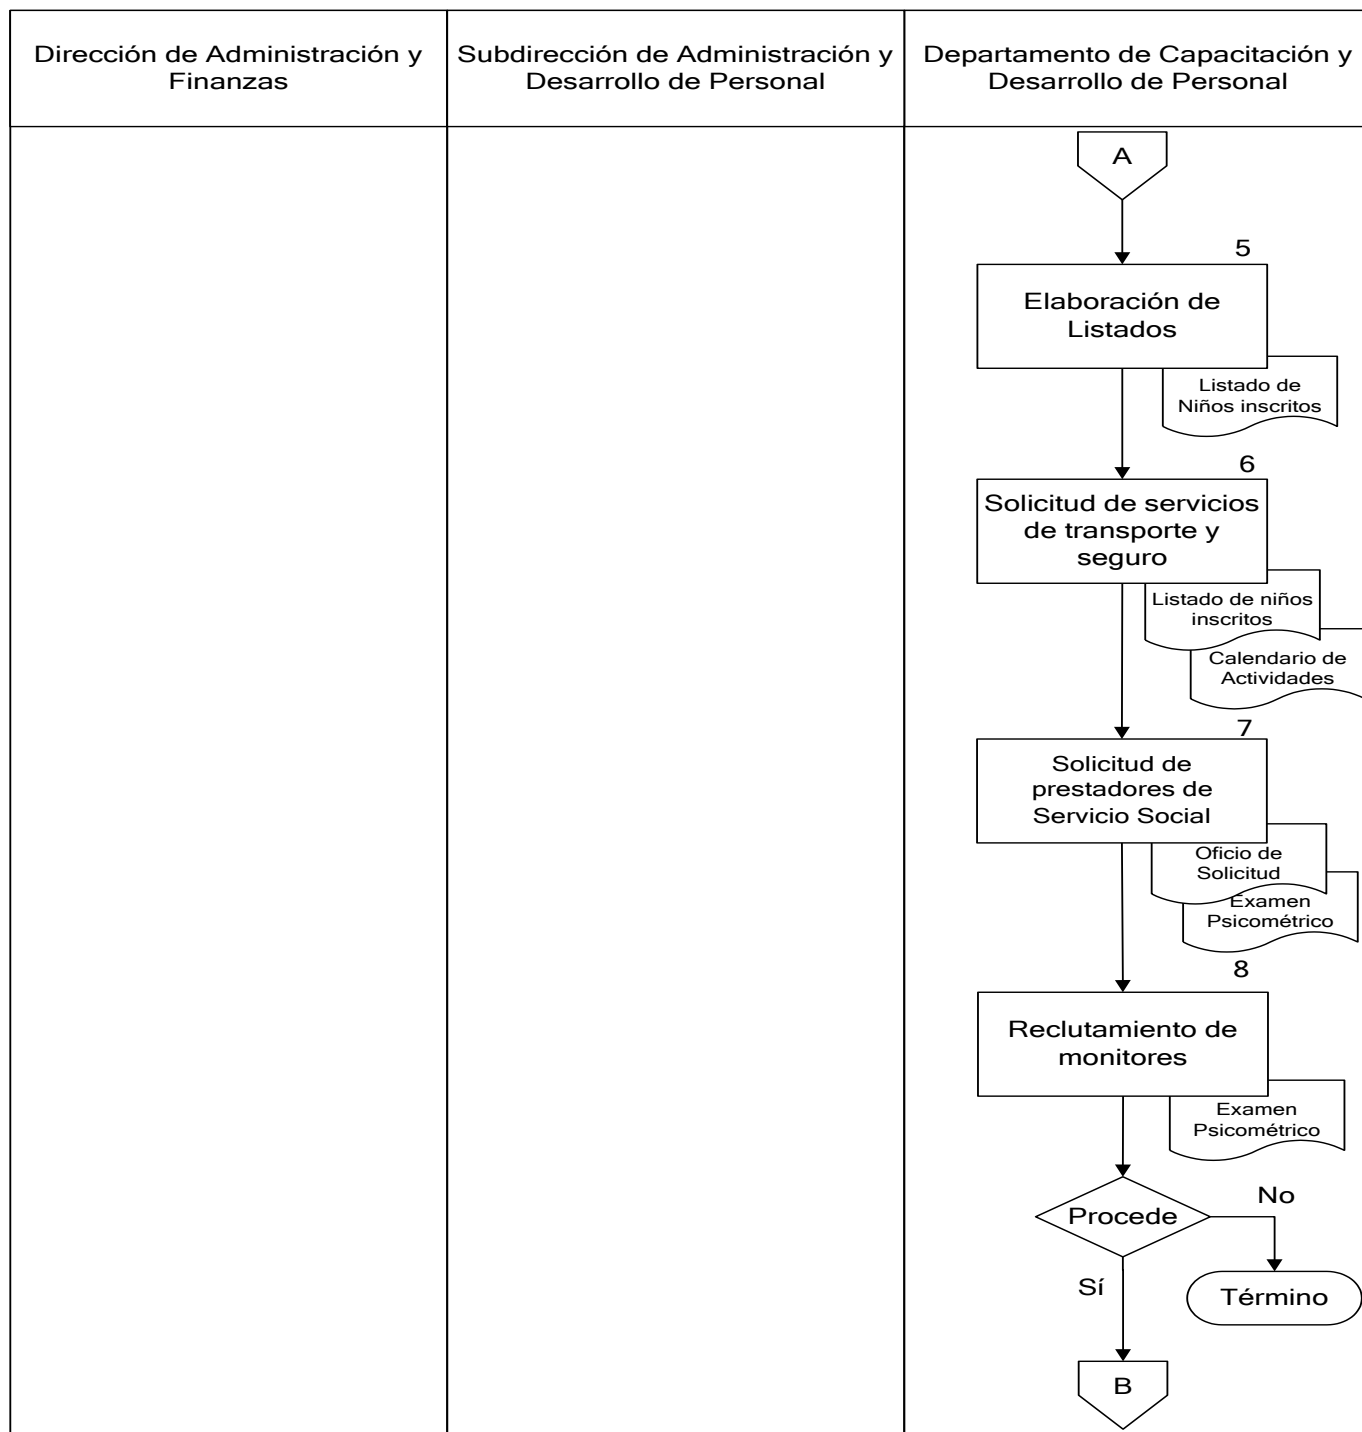 Dirección de Administración y
Finanzas
Subdirección de Administración y
Desarrollo de Personal
Departamento de Capacitación y
Desarrollo de Personal
A
5
Elaboración de
Listados
Listado de
Niños inscritos
6
Solicitud de servicios
de transporte y
seguro
Listado de niños
inscritos
Calendario de
Actividades
7
Solicitud de
prestadores de
Servicio Social
Oficio de
Solicitud
Examen
Psicométrico
8
Reclutamiento de
monitores
Examen
Psicométrico
Procede
No
Sí
Término
B